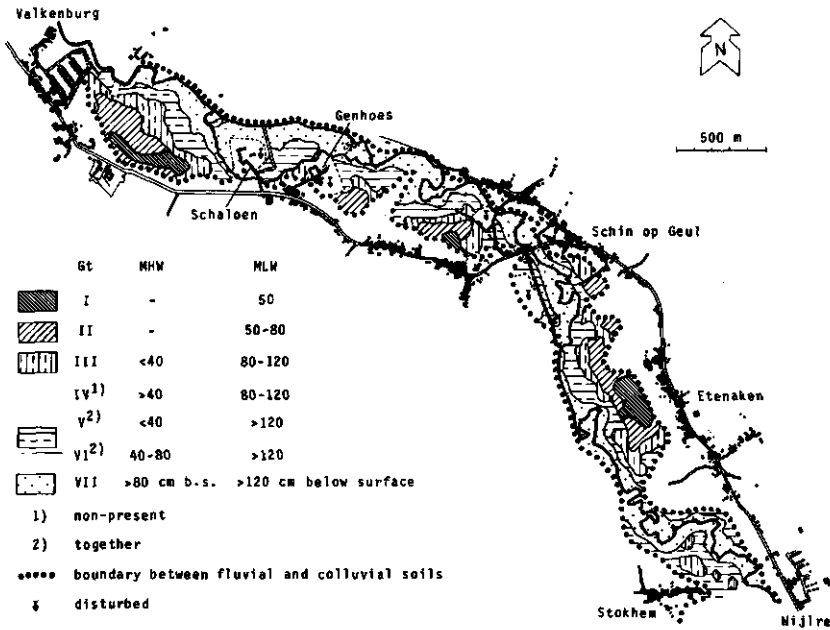 Valkenburg
N
500 m
Genhoes
Schaloen
Schin op Geul
Etenaken
Stokhem
Wijlre
Gt MHW MLW
I - 50
II - 50-80
III <40 80-120
IV1) >40 80-120
V2) <40 >120
VI2) 40-80 >120
VII >80 cm b.s. >120 cm below surface
1) non-present
2) together
boundary between fluvial and colluvial soils
disturbed